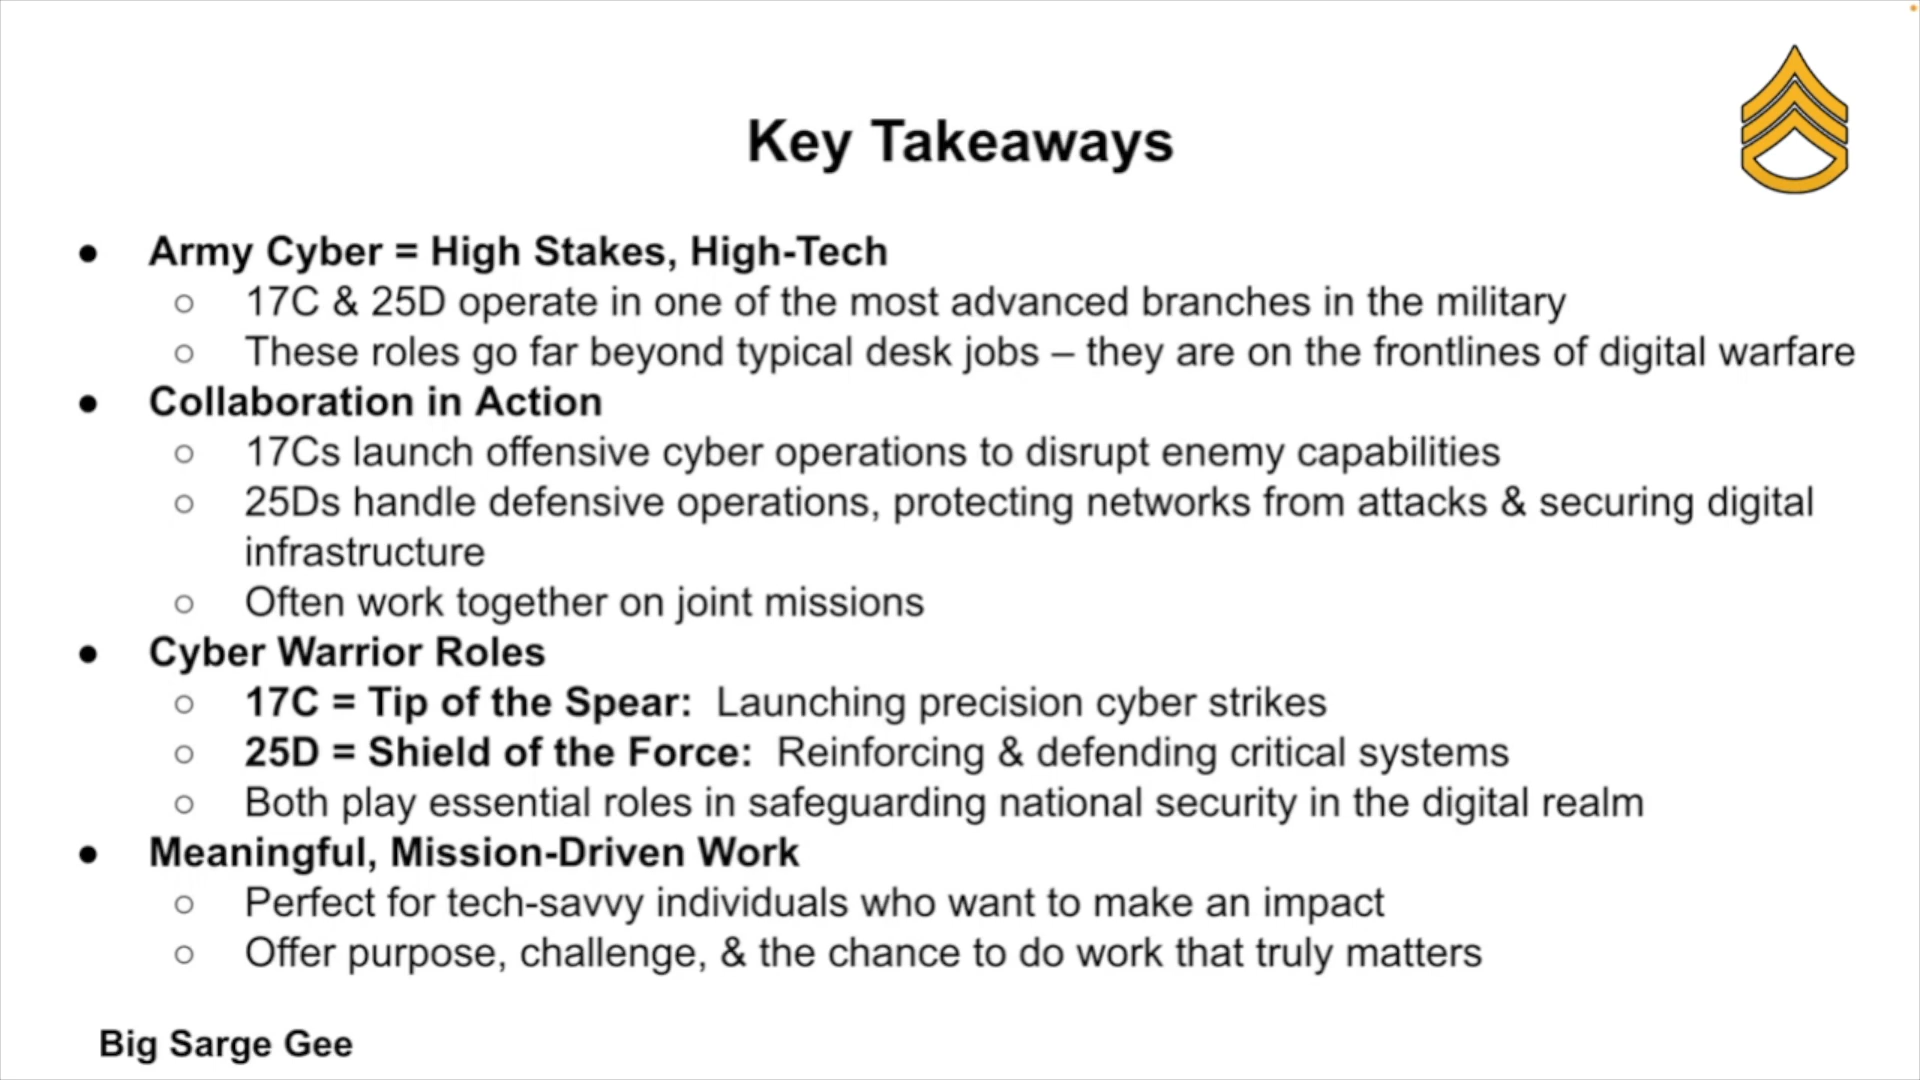 Key Takeaways
● Army Cyber = High Stakes, High-Tech
○ 17C & 25D operate in one of the most advanced branches in the military
○ These roles go far beyond typical desk jobs – they are on the frontlines of digital warfare
● Collaboration in Action
○ 17Cs launch offensive cyber operations to disrupt enemy capabilities
○ 25Ds handle defensive operations, protecting networks from attacks & securing digital
infrastructure
○ Often work together on joint missions
● Cyber Warrior Roles
○ 17C = Tip of the Spear: Launching precision cyber strikes
○ 25D = Shield of the Force: Reinforcing & defending critical systems
○ Both play essential roles in safeguarding national security in the digital realm
● Meaningful, Mission-Driven Work
○ Perfect for tech-savvy individuals who want to make an impact
○ Offer purpose, challenge, & the chance to do work that truly matters
Big Sarge Gee